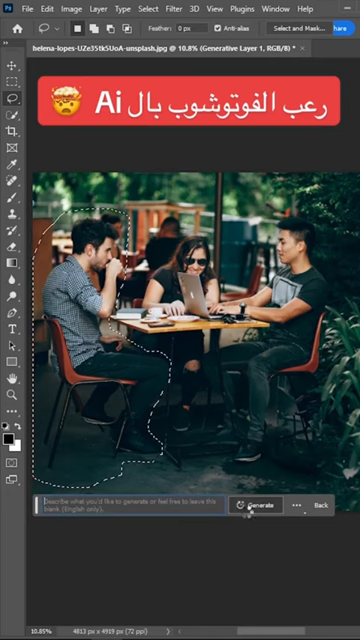 Ps File Edit Image Layer Type Select Filter 3D View Plugins Window Help
Feather: 0 px Anti-alias Select and Mask... hare
helena-lopes-UZe35tk5UoA-unsplash.jpg @ 10.8% (Generative Layer 1, RGB/8) *
رعب الفوتوشوب بال Ai
Describe what you'd like to generate or feel free to leave this
blank (English only).
Generate
Back
10.85% 4813 px x 4919 px (72 ppi)